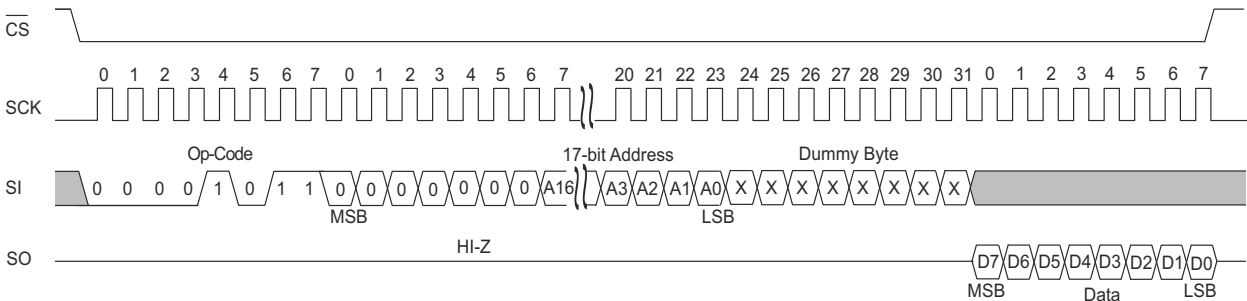 CS
0 1 2 3 4 5 6 7 0 1 2 3 4 5 6 7 20 21 22 23 24 25 26 27 28 29 30 31 0 1 2 3 4 5 6 7
SCK
Op-Code 17-bit Address Dummy Byte
SI 0 0 0 0 1 0 1 1 0 0 0 0 0 0 0 A16 A3 A2 A1 A0 X X X X X X X X
MSB LSB
HI-Z
SO D7 D6 D5 D4 D3 D2 D1 D0
MSB Data LSB